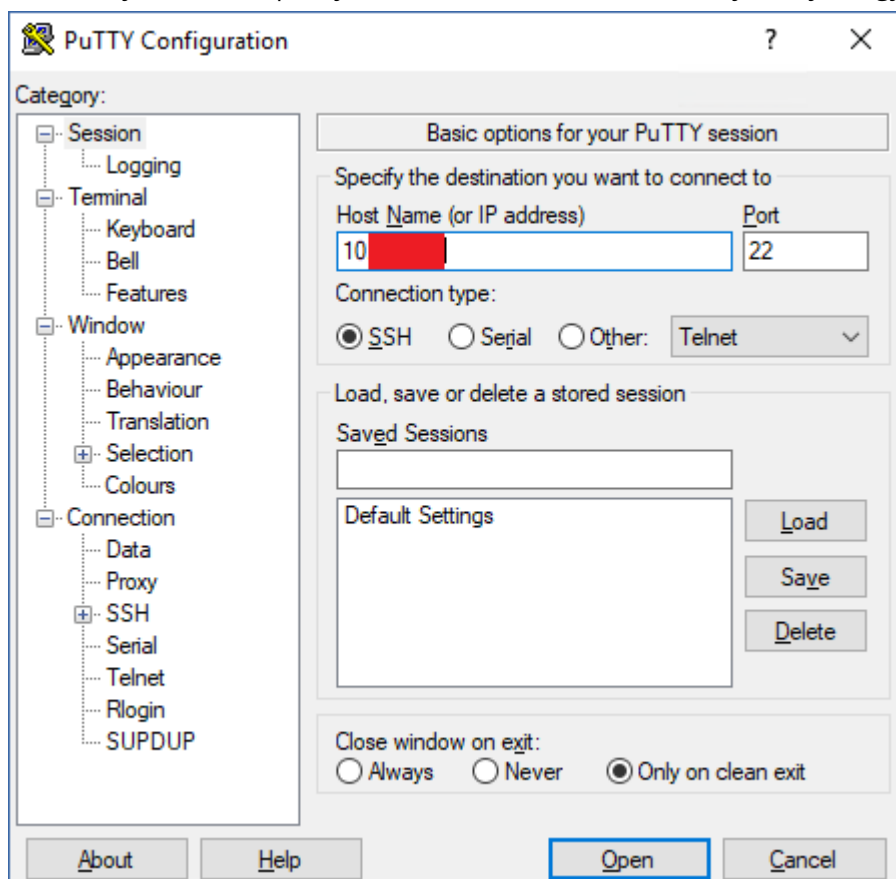 PuTTY Configuration
?
Category:
Session
Logging
Terminal
Keyboard
Bell
Features
Window
Appearance
Behaviour
Translation
Selection
Colours
Connection
Data
Proxy
SSH
Serial
Telnet
Rlogin
SUPDUP
Basic options for your PuTTY session
Specify the destination you want to connect to
Host Name (or IP address) Port
10 22
Connection type:
SSH Serial Other: Telnet
Load, save or delete a stored session
Saved Sessions
Default Settings
Load
Save
Delete
Close window on exit:
Always Never Only on clean exit
About Help Open Cancel